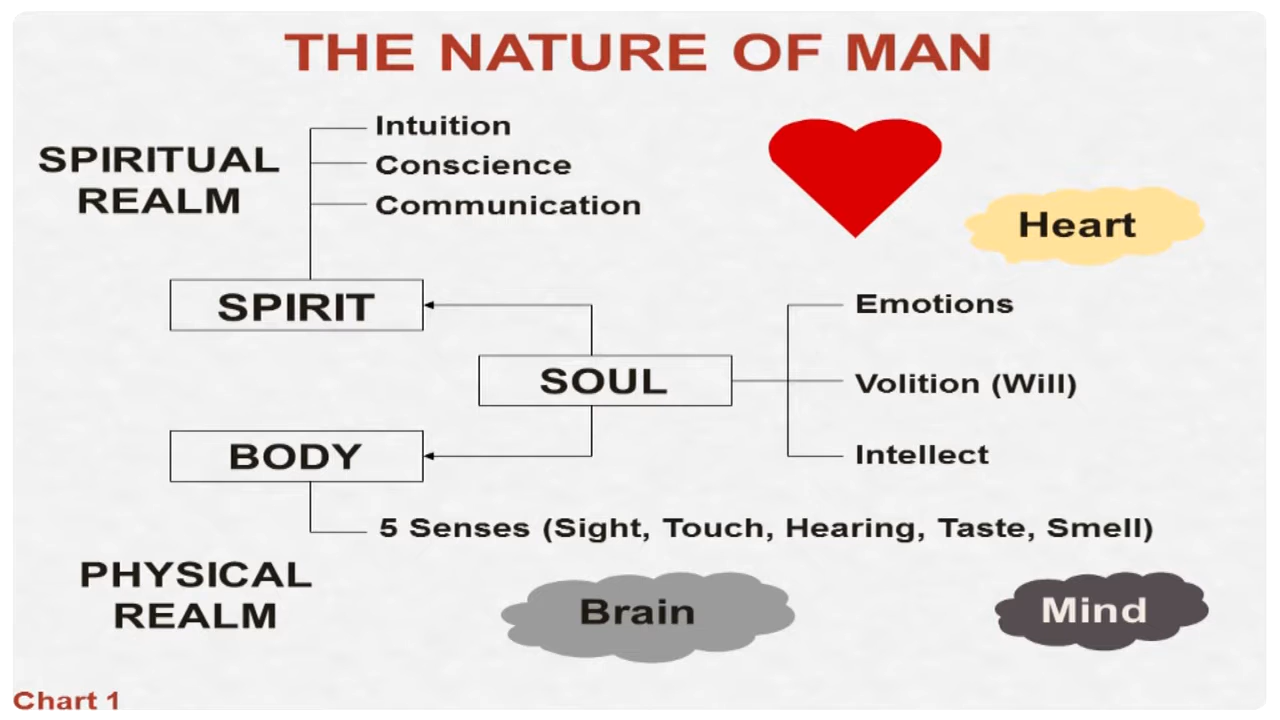 THE NATURE OF MAN
SPIRITUAL
REALM
Intuition
Conscience
Communication
Heart
SPIRIT
SOUL
Emotions
Volition (Will)
Intellect
BODY
5 Senses (Sight, Touch, Hearing, Taste, Smell)
PHYSICAL
REALM
Brain
Mind
Chart 1